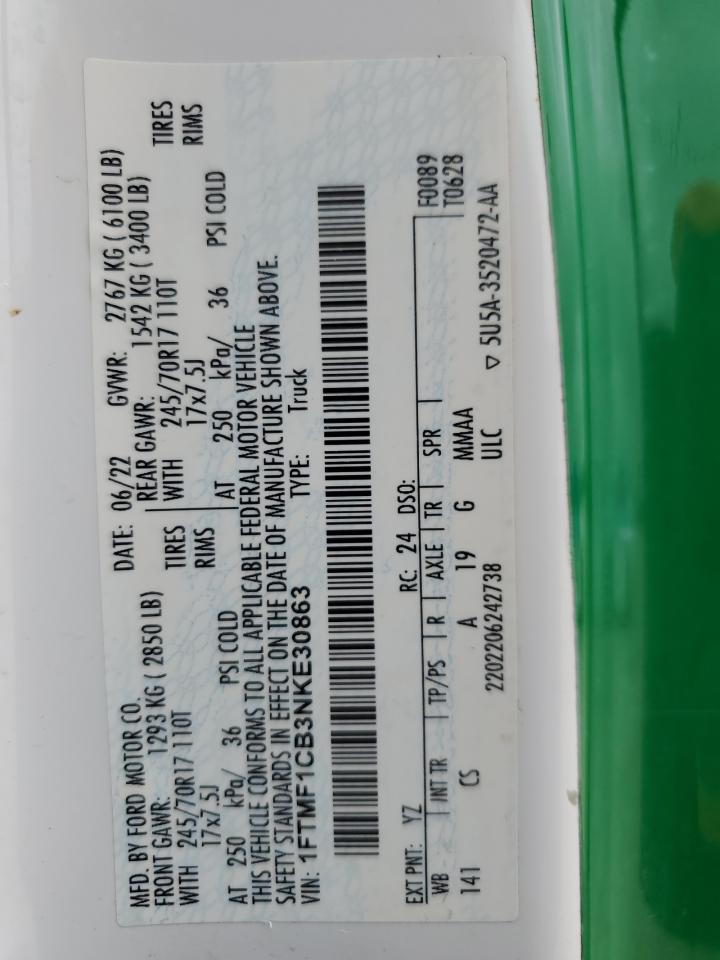 MFD. BY FORD MOTOR CO. DATE: 06/22 GVWR: 2767 KG ( 6100 LB)
FRONT GAWR: 1293 KG ( 2850 LB) REAR GAWR: 1542 KG ( 3400 LB)
WITH 245/70R17 110T TIRES WITH 245/70R17 110T TIRES
17x7.5J RIMS 17x7.5J RIMS
AT 250 kPa/ 36 PSI COLD AT 250 kPa/ 36 PSI COLD
THIS VEHICLE CONFORMS TO ALL APPLICABLE FEDERAL MOTOR VEHICLE
SAFETY STANDARDS IN EFFECT ON THE DATE OF MANUFACTURE SHOWN ABOVE.
VIN: 1FTMF1CB3NKE30863 TYPE: Truck
EXT PNT: YZ RC: 24 DSO: F0089
WB INT TR TP/PS R AXLE TR SPR T0628
141 CS A 19 G MMAA
2202206242738 ULC ▽ 5U5A-3520472-AA